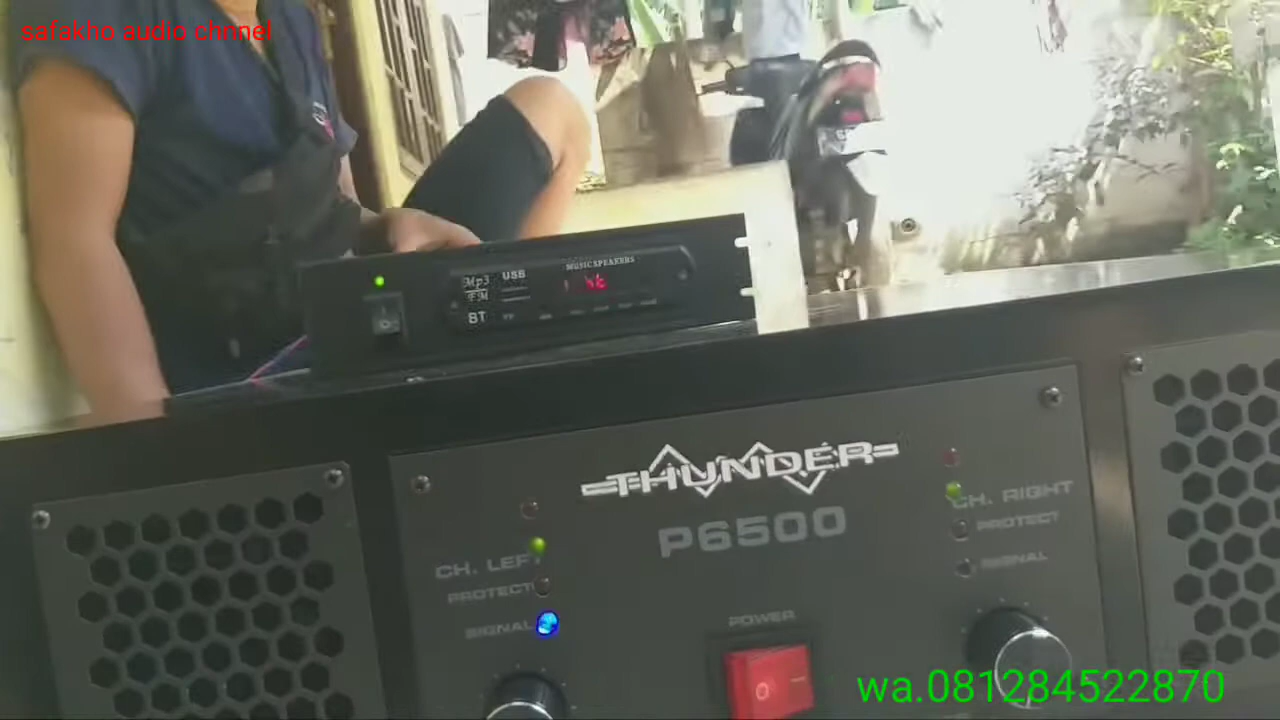 safakho audio chnnel
MUSIC SPEAKERS
Mp3 USB
FM
BT
THUNDER
P6500
CH. LEFT
PROTECT
SIGNAL
POWER
CH. RIGHT
PROTECT
SIGNAL
wa.081284522870